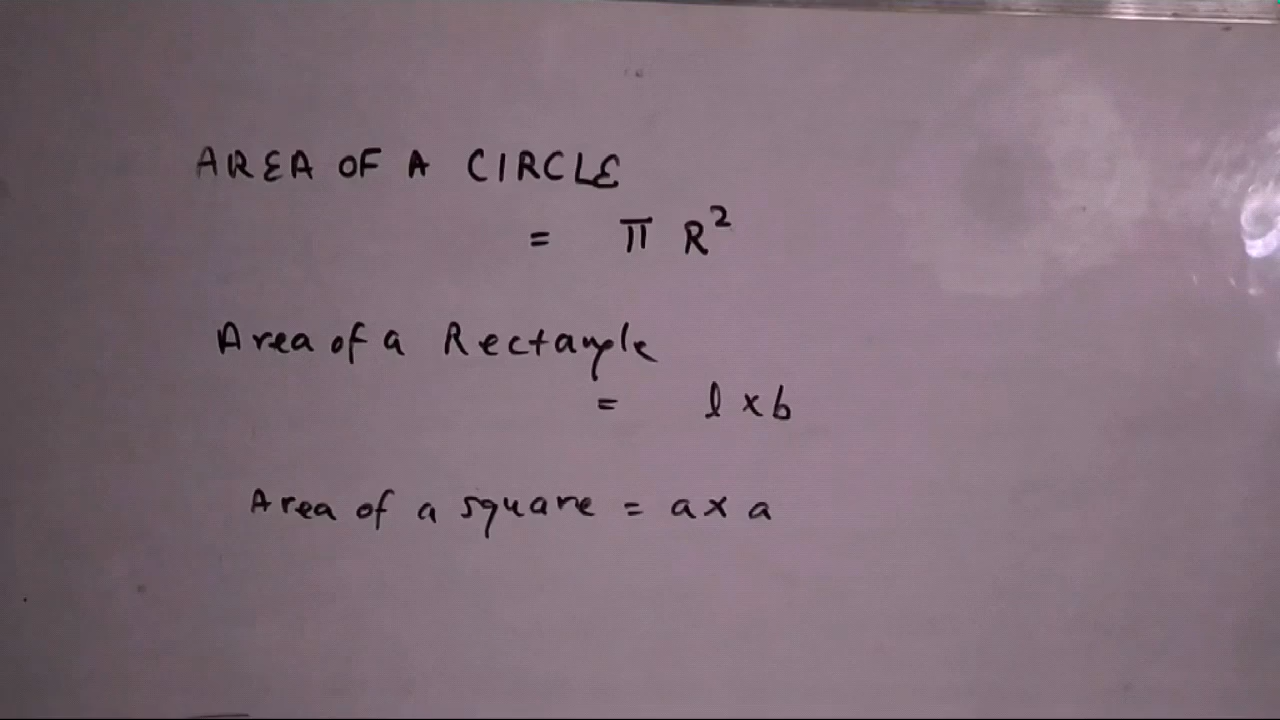 AREA OF A CIRCLE
= π R²
Area of a Rectangle
= l × b
Area of a square = a × a